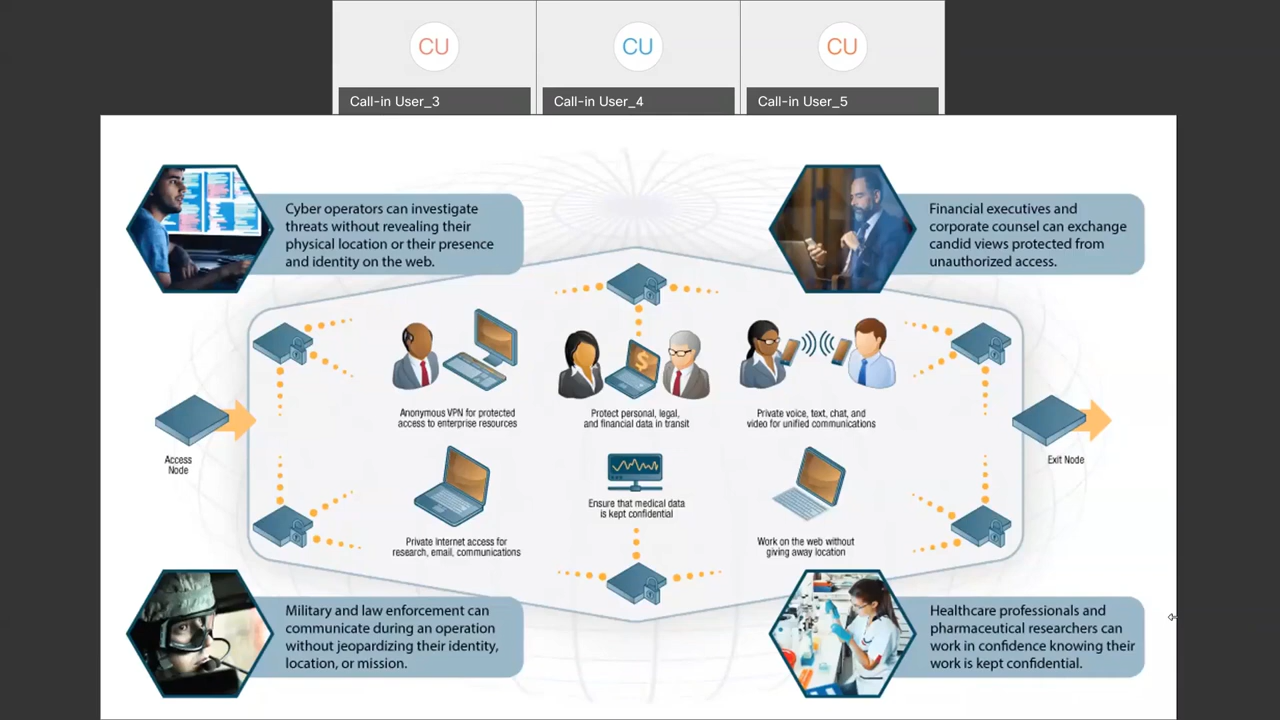 CU
CU
CU
Call-in User_3
Call-in User_4
Call-in User_5
Cyber operators can investigate
threats without revealing their
physical location or their presence
and identity on the web.
Financial executives and
corporate counsel can exchange
candid views protected from
unauthorized access.
Anonymous VPN for protected
access to enterprise resources
Protect personal, legal,
and financial data in transit
Private voice, text, chat, and
video for unified communications
Access
Node
Exit Node
Ensure that medical data
is kept confidential
Private Internet access for
research, email, communications
Work on the web without
giving away location
Military and law enforcement can
communicate during an operation
without jeopardizing their identity,
location, or mission.
Healthcare professionals and
pharmaceutical researchers can
work in confidence knowing their
work is kept confidential.